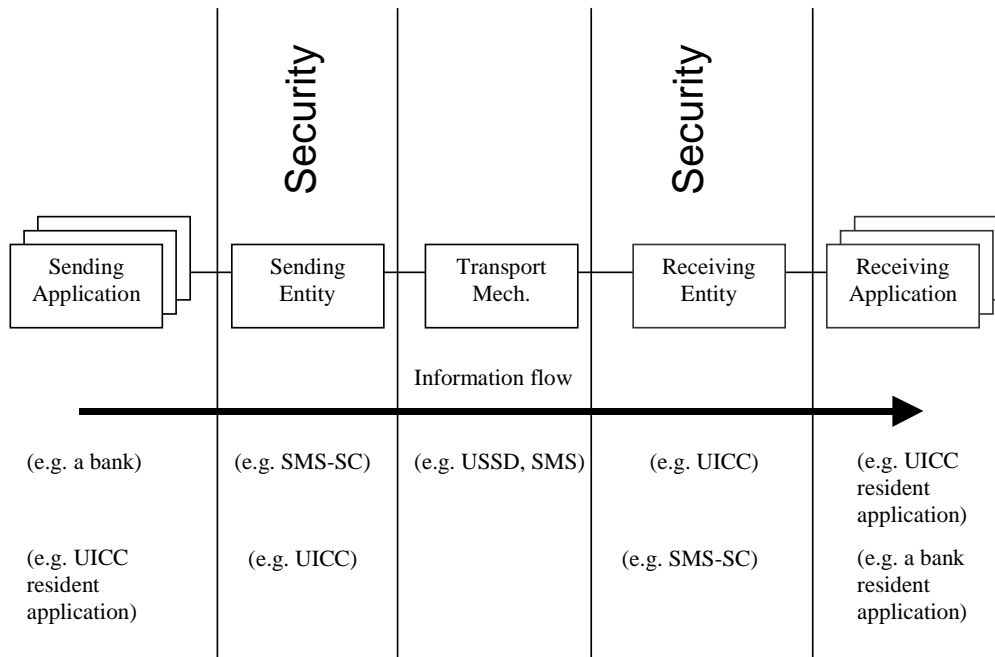 Security
Security
Sending
Application
Sending
Entity
Transport
Mech.
Receiving
Entity
Receiving
Application
Information flow
(e.g. a bank)
(e.g. SMS-SC)
(e.g. USSD, SMS)
(e.g. UICC)
(e.g. UICC
resident
application)
(e.g. UICC
resident
application)
(e.g. UICC)
(e.g. SMS-SC)
(e.g. a bank
resident
application)